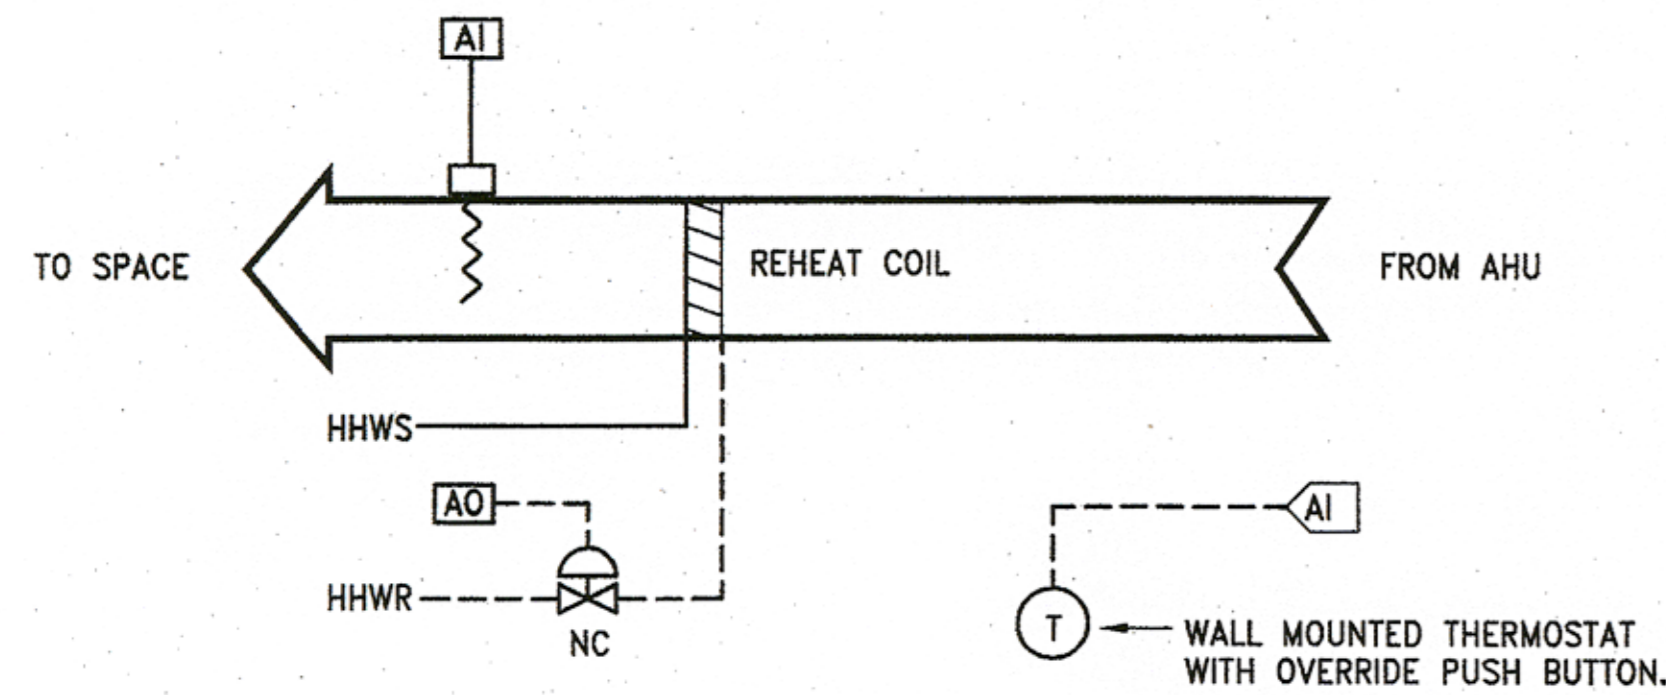 AI
TO SPACE
REHEAT COIL
FROM AHU
HHWS
AO
AI
HHWR
NC
T
WALL MOUNTED THERMOSTAT
WITH OVERRIDE PUSH BUTTON.